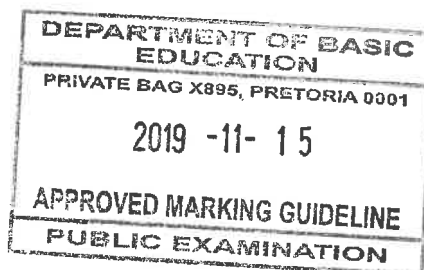 DEPARTMENT OF BASIC
EDUCATION
PRIVATE BAG X895, PRETORIA 0001
2019 -11- 15
APPROVED MARKING GUIDELINE
PUBLIC EXAMINATION